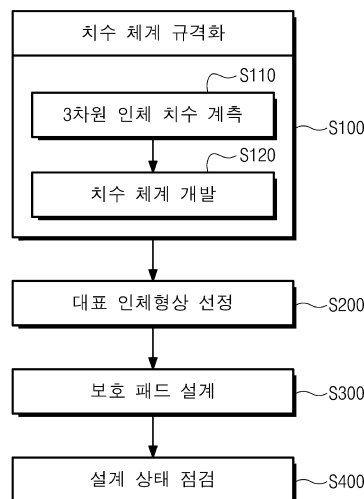 치수 체계 규격화
S110
3차원 인체 치수 계측
S100
S120
치수 체계 개발
대표 인체형상 선정
S200
보호 패드 설계
S300
설계 상태 점검
S400